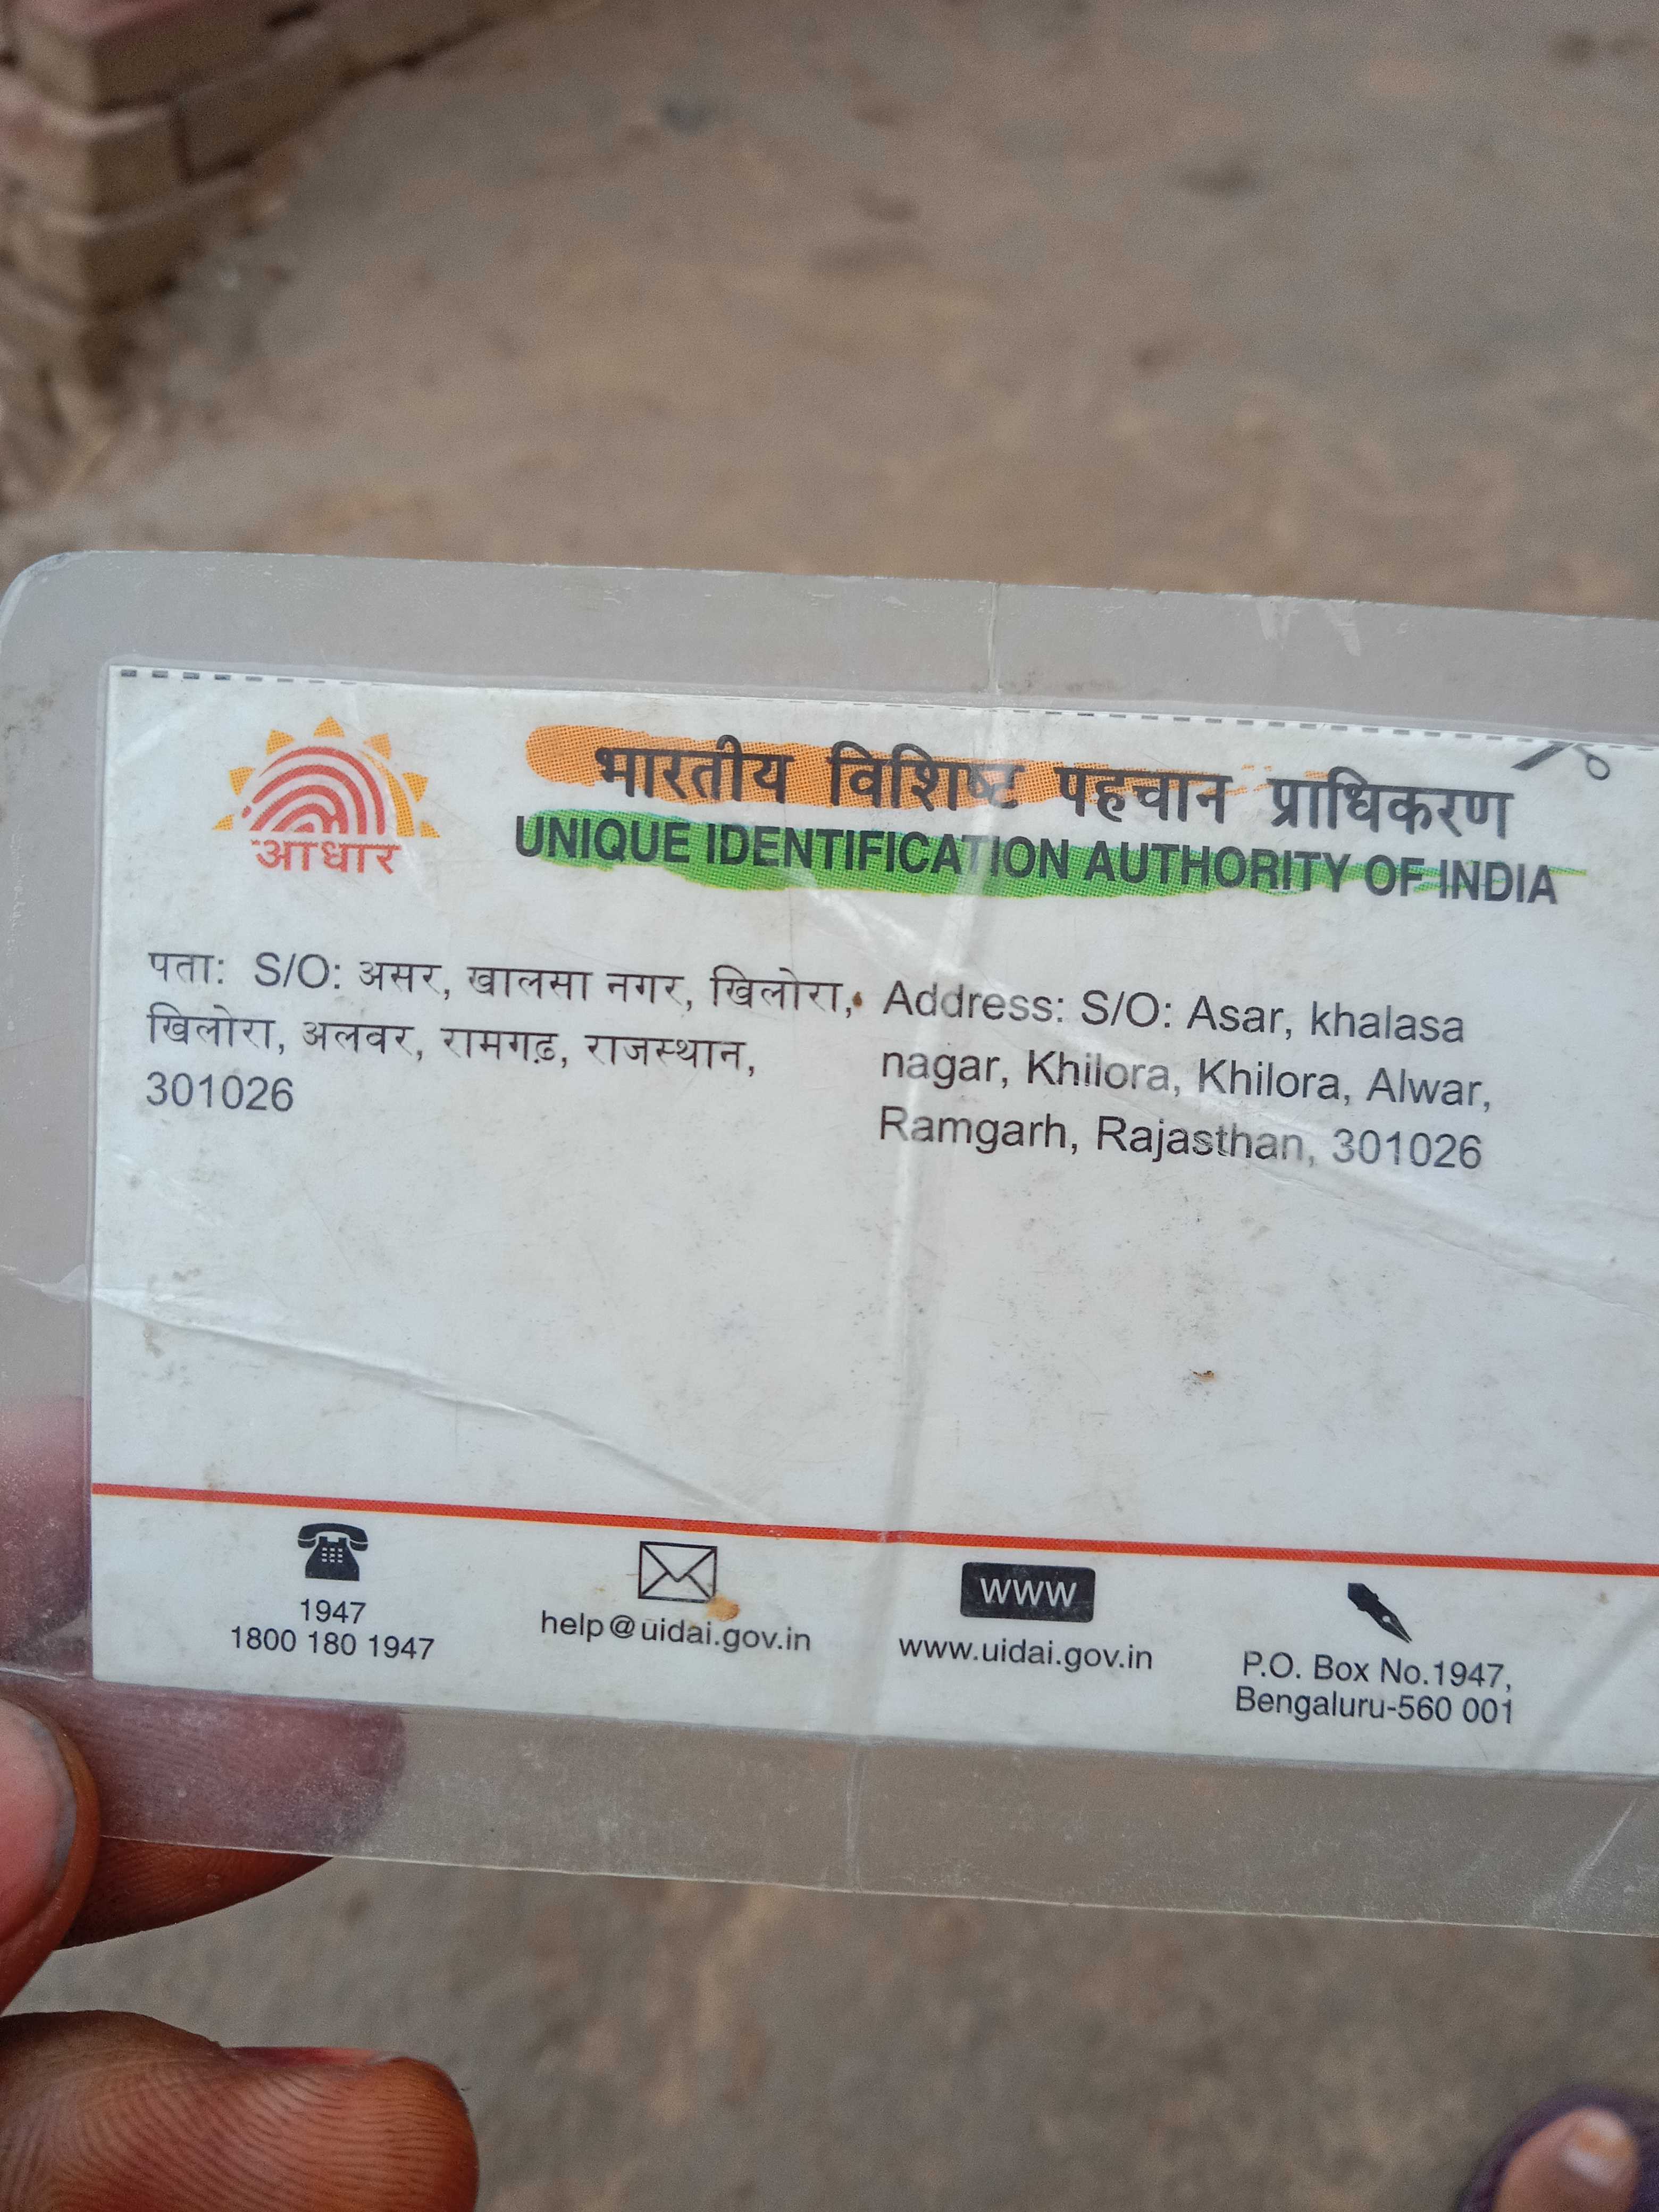 आधार
भारतीय विशिष्ट पहचान प्राधिकरण
UNIQUE IDENTIFICATION AUTHORITY OF INDIA
पता: S/O: असर, खालसा नगर, खिलोरा,
खिलोरा, अलवर, रामगढ़, राजस्थान,
301026
Address: S/O: Asar, khalasa
nagar, Khilora, Khilora, Alwar,
Ramgarh, Rajasthan, 301026
1947
1800 180 1947
help@uidai.gov.in
WWW
www.uidai.gov.in
P.O. Box No.1947,
Bengaluru-560 001